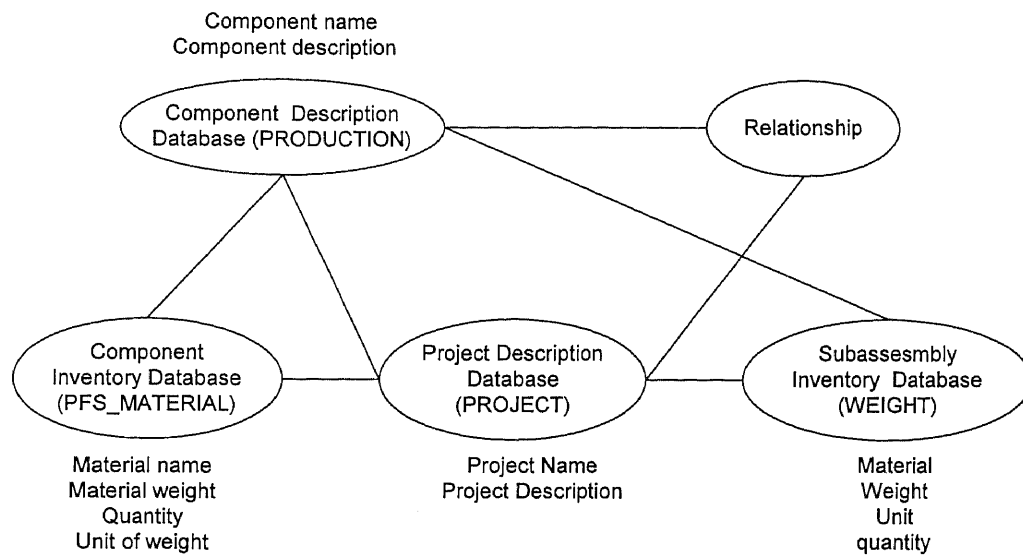 Component name
Component description
Component Description
Database (PRODUCTION)
Relationship
Component
Inventory Database
(PFS_MATERIAL)
Project Description
Database
(PROJECT)
Subassesmbly
Inventory Database
(WEIGHT)
Material name
Material weight
Quantity
Unit of weight
Project Name
Project Description
Material
Weight
Unit
quantity